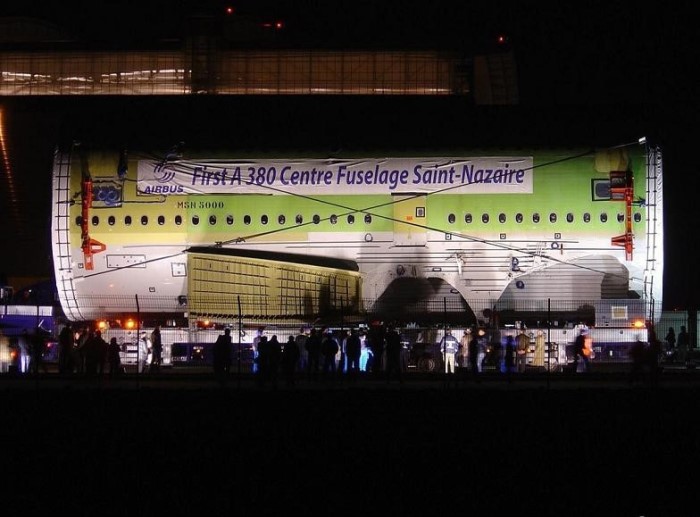 First A 380 Centre Fuselage Saint-Nazaire
AIRBUS
MSN 5000